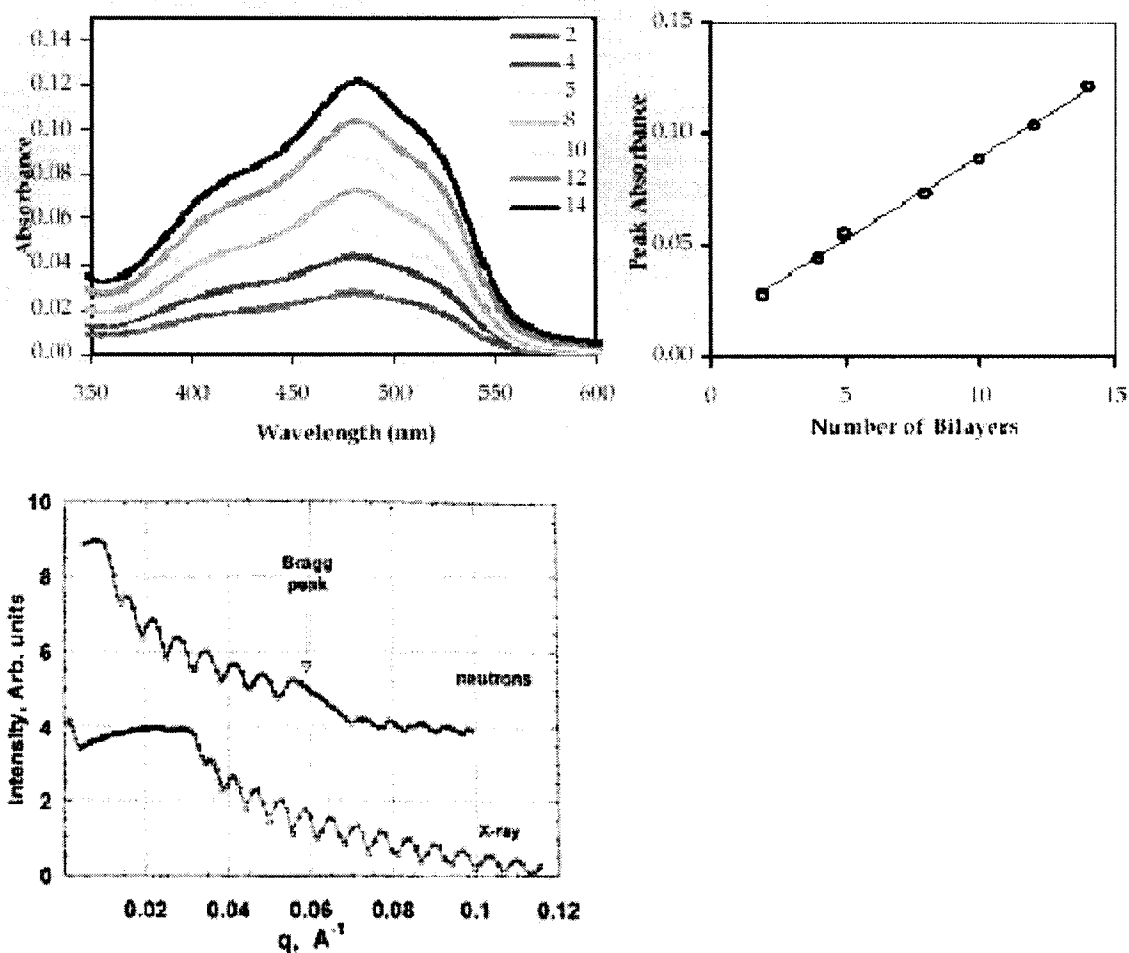 0.14
0.12
0.10
0.08
0.06
0.04
0.02
0.00
Absorbance
350 400 450 500 550 600
Wavelength (nm)
2
4
5
8
10
12
14
0.15
0.10
0.05
0.00
Peak Absorbance
0 5 10 15
Number of Bilayers
10
8
6
4
2
0
Intensity, Arb. units
Bragg
peak
neutrons
X-ray
0.02 0.04 0.06 0.08 0.1 0.12
q, A⁻¹